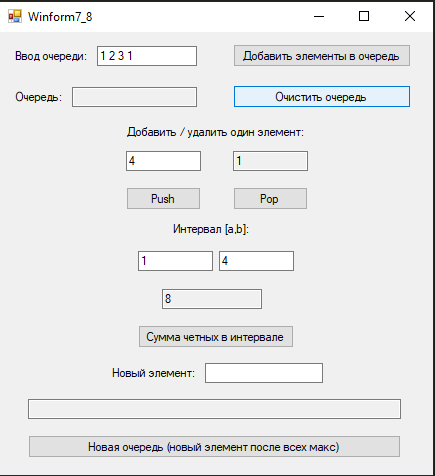 Winform7_8
Ввод очереди: 1 2 3 1 Добавить элементы в очередь
Очередь: Очистить очередь
Добавить / удалить один элемент:
4 1
Push Pop
Интервал [a,b]:
1 4
8
Сумма четных в интервале
Новый элемент:
Новая очередь (новый элемент после всех макс)